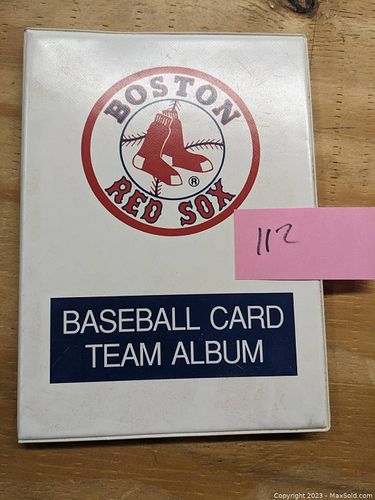 BOSTON
®
RED SOX
112
BASEBALL CARD
TEAM ALBUM
Copyright © 2023 - MaxSold.com